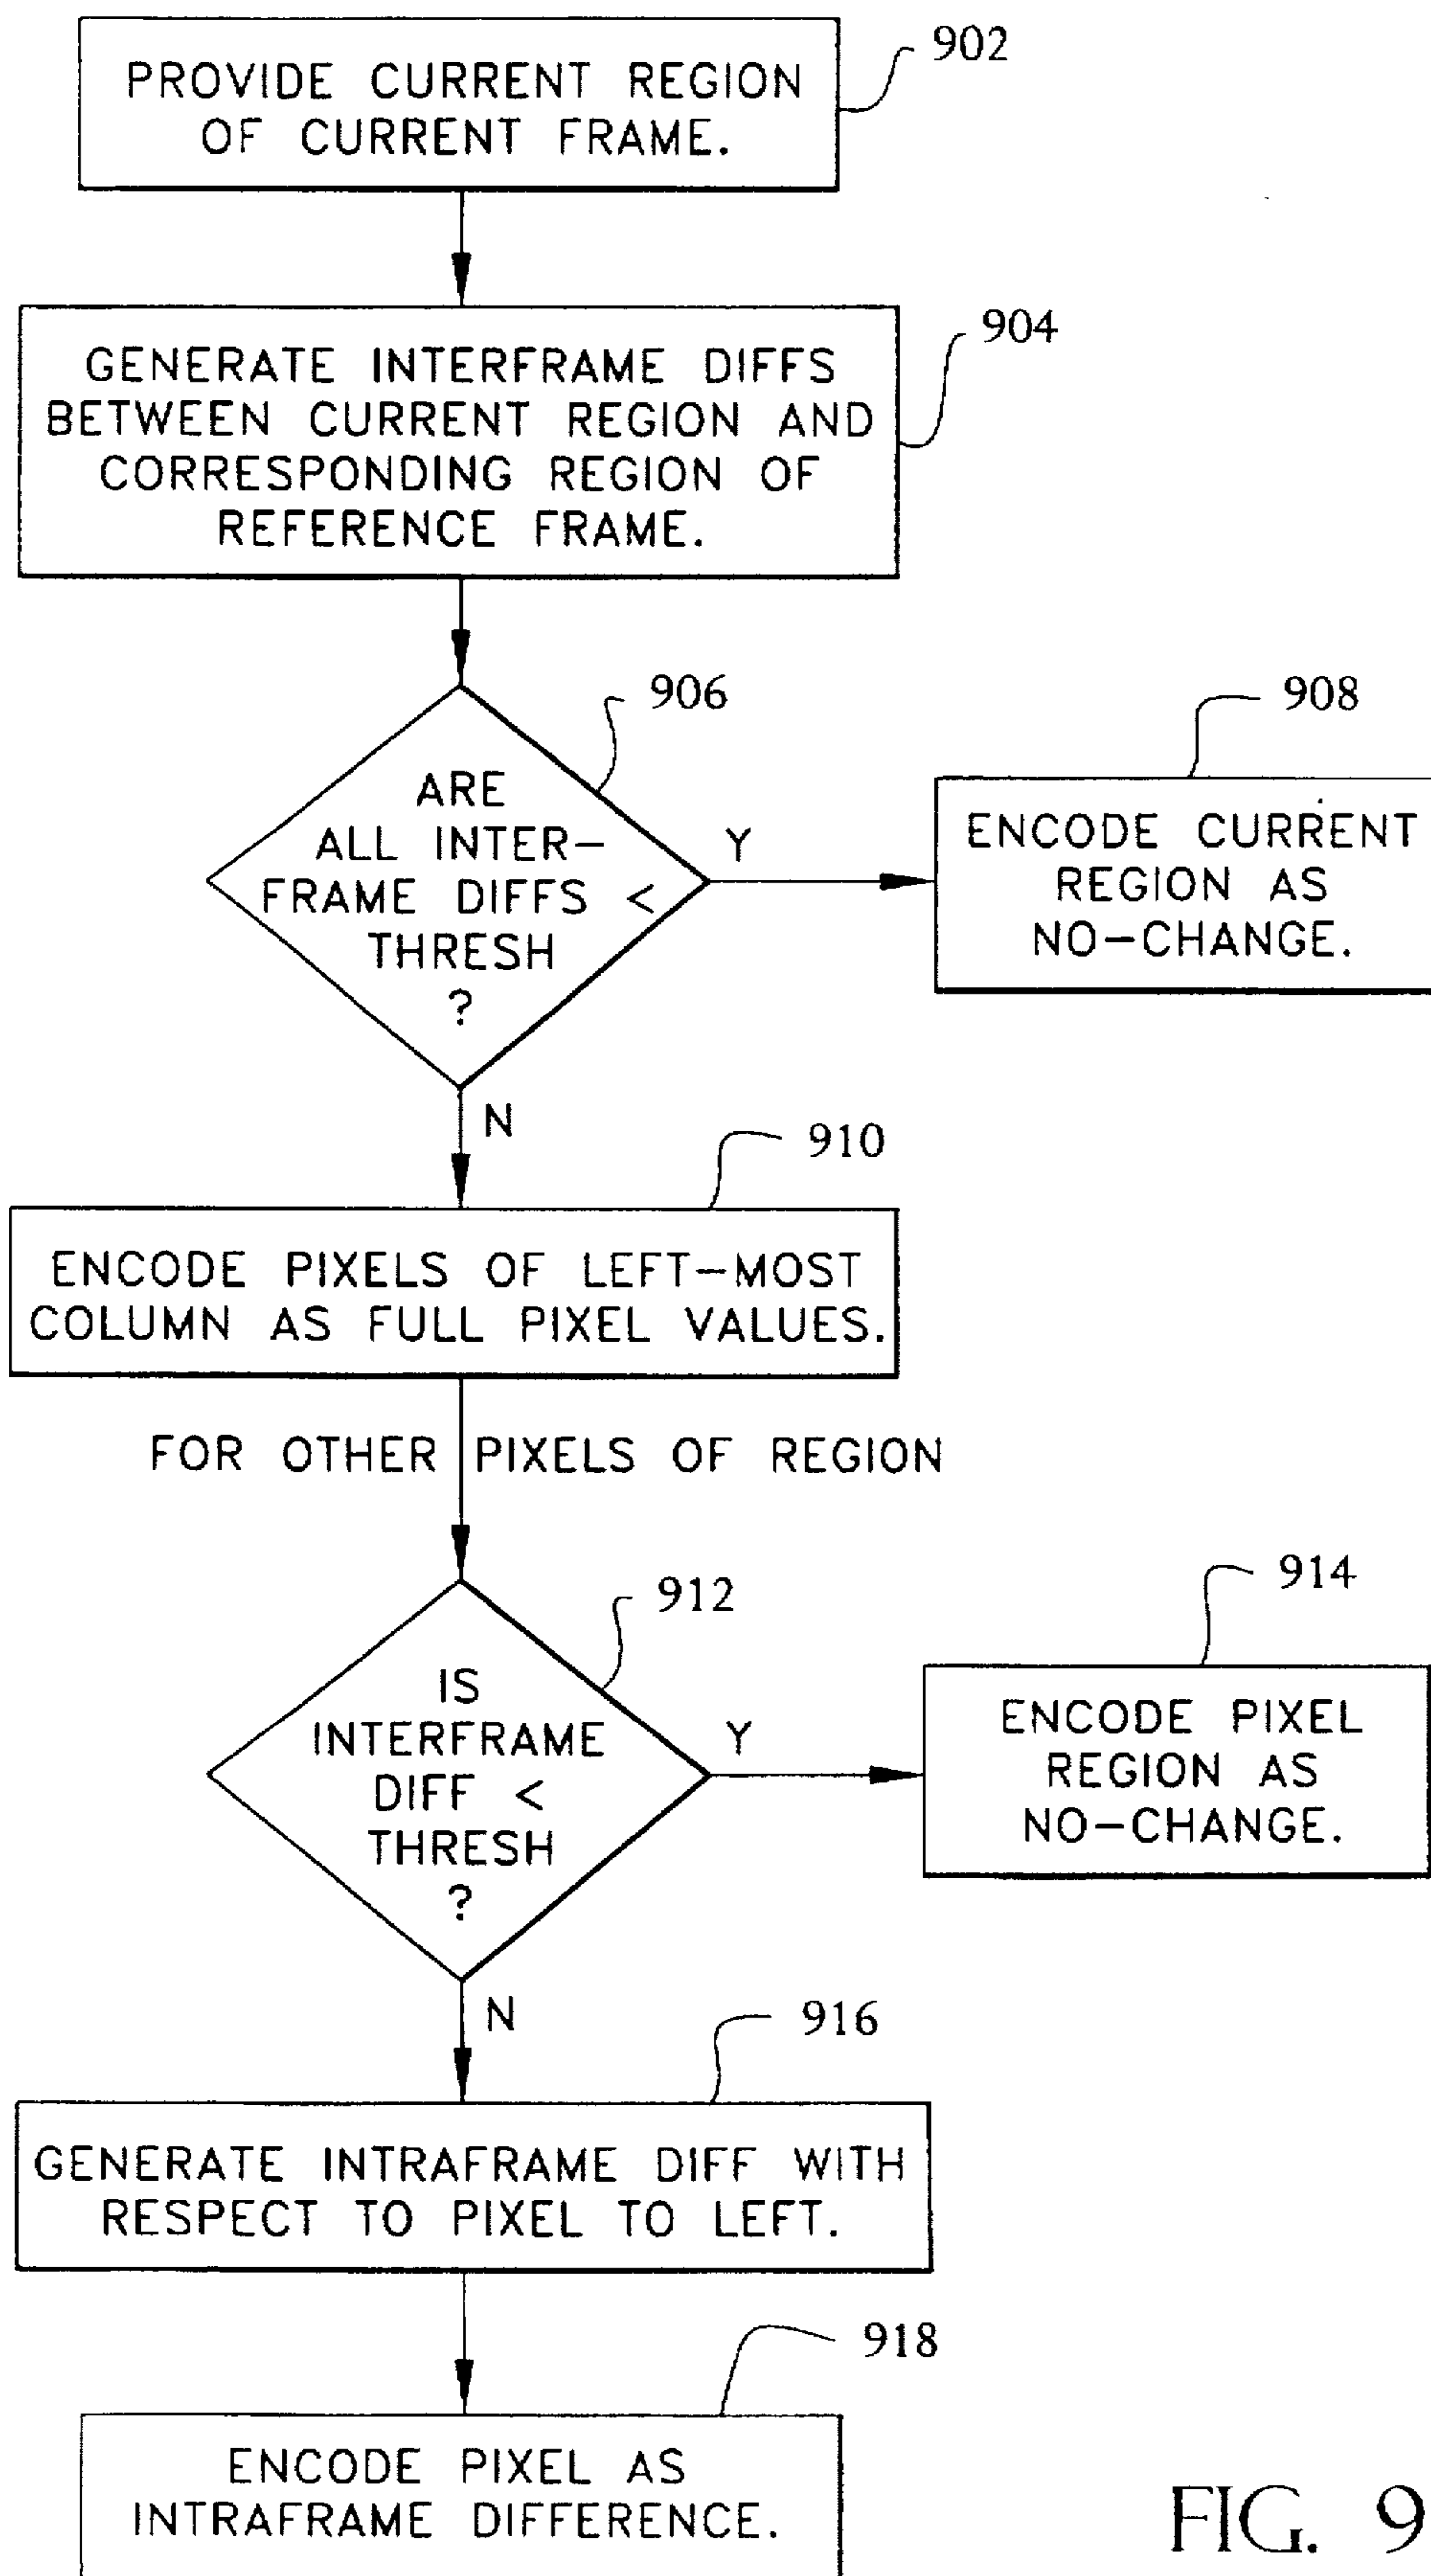 902
PROVIDE CURRENT REGION
OF CURRENT FRAME.
904
GENERATE INTERFRAME DIFFS
BETWEEN CURRENT REGION AND
CORRESPONDING REGION OF
REFERENCE FRAME.
906
ARE
ALL INTER-
FRAME DIFFS <
THRESH
?
Y
908
ENCODE CURRENT
REGION AS
NO-CHANGE.
N
910
ENCODE PIXELS OF LEFT-MOST
COLUMN AS FULL PIXEL VALUES.
FOR OTHER PIXELS OF REGION
912
IS
INTERFRAME
DIFF <
THRESH
?
Y
914
ENCODE PIXEL
REGION AS
NO-CHANGE.
N
916
GENERATE INTRAFRAME DIFF WITH
RESPECT TO PIXEL TO LEFT.
918
ENCODE PIXEL AS
INTRAFRAME DIFFERENCE.
FIG. 9